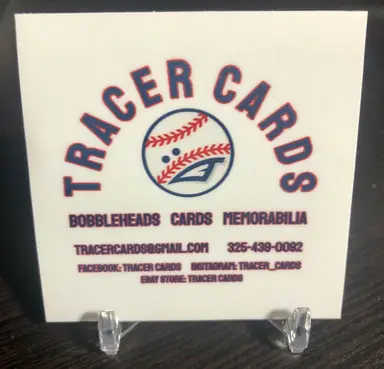 TRACER CARDS
BOBBLEHEADS CARDS MEMORABILIA
TRACERCARDS@GMAIL.COM 325-439-0092
FACEBOOK: TRACER CARDS INSTAGRAM: TRACER_CARDS
EBAY STORE: TRACER CARDS